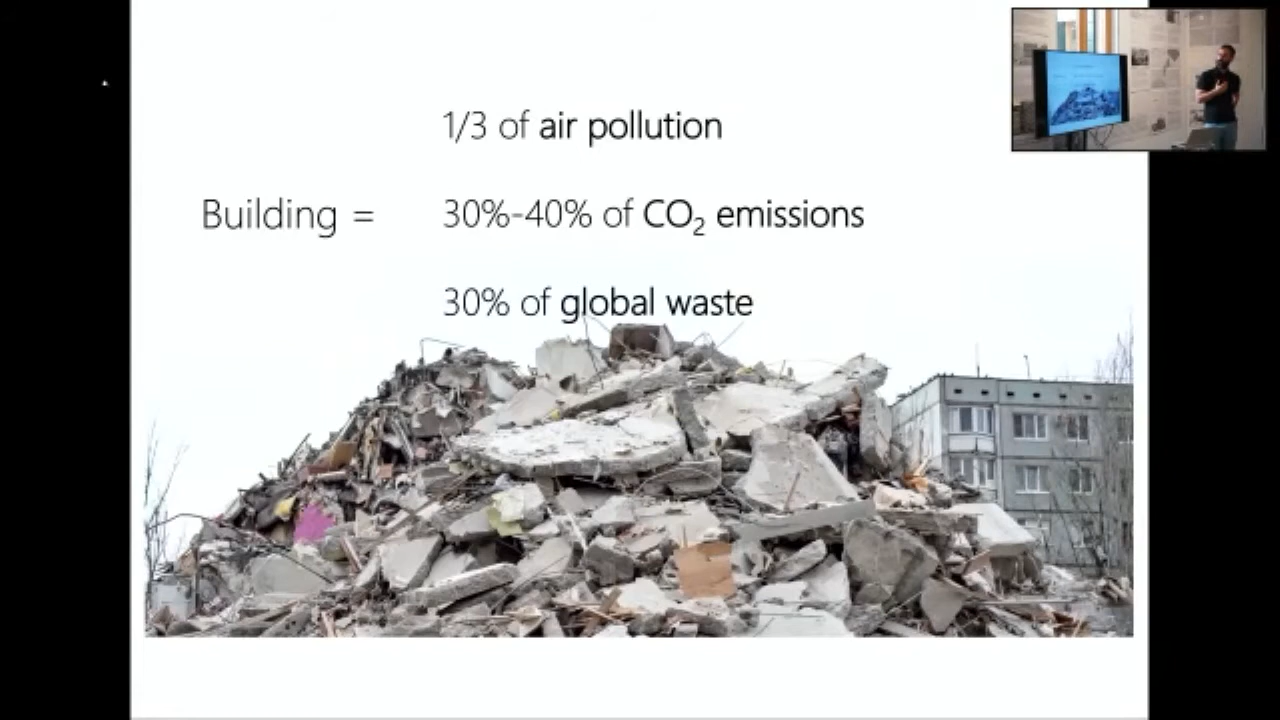 1/3 of air pollution
Building = 30%-40% of CO₂ emissions
30% of global waste